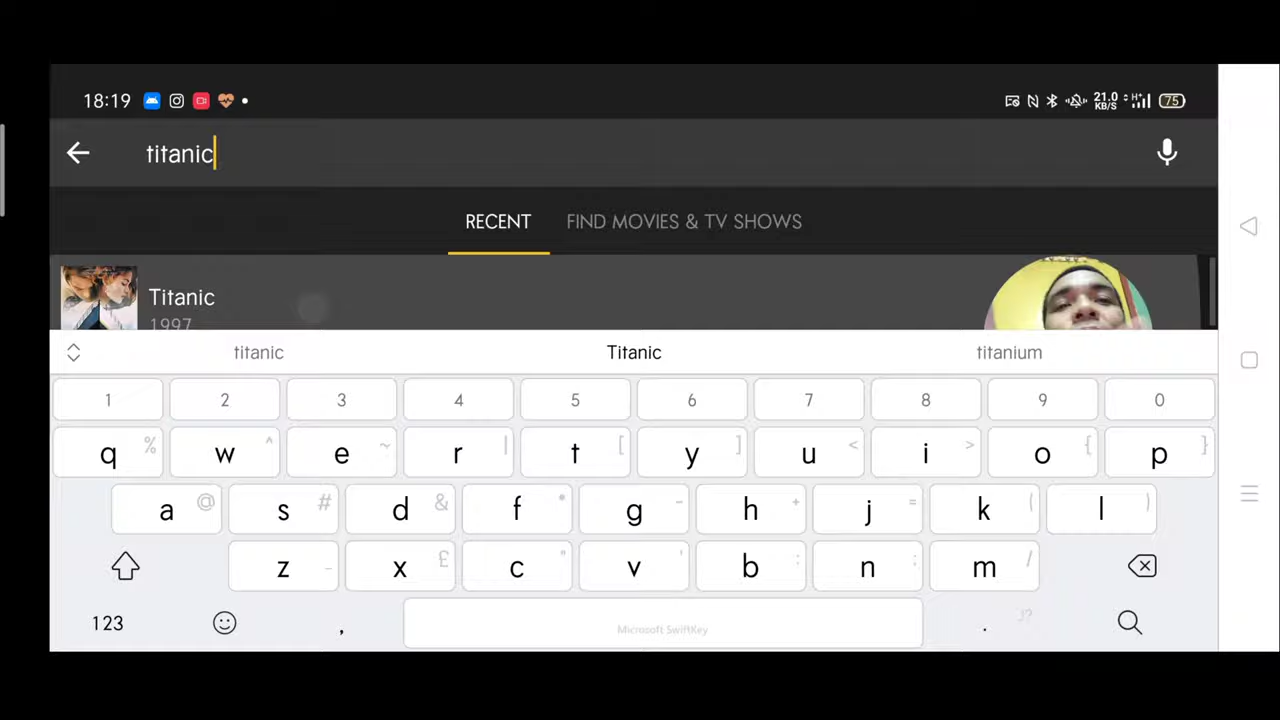 18:19 21.0 KB/S 75
titanic
RECENT FIND MOVIES & TV SHOWS
Titanic
1997
titanic Titanic titanium
1 2 3 4 5 6 7 8 9 0
q % w ^ e ~ r | t [ y ] u < i > o { p }
a @ s # d & f * g - h + j = k ( l )
z _ x £ c " v ' b : n ; m /
123 , Microsoft SwiftKey . !?